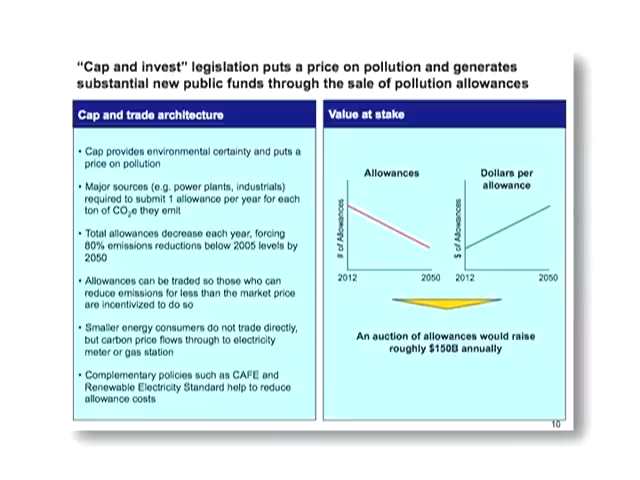 “Cap and invest” legislation puts a price on pollution and generates
substantial new public funds through the sale of pollution allowances
Cap and trade architecture
• Cap provides environmental certainty and puts a
price on pollution
• Major sources (e.g. power plants, industrials)
required to submit 1 allowance per year for each
ton of CO₂e they emit
• Total allowances decrease each year, forcing
80% emissions reductions below 2005 levels by
2050
• Allowances can be traded so those who can
reduce emissions for less than the market price
are incentivized to do so
• Smaller energy consumers do not trade directly,
but carbon price flows through to electricity
meter or gas station
• Complementary policies such as CAFE and
Renewable Electricity Standard help to reduce
allowance costs
Value at stake
Allowances
# of Allowances
2012 2050
Dollars per
allowance
$ of Allowances
2012 2050
An auction of allowances would raise
roughly $150B annually
10